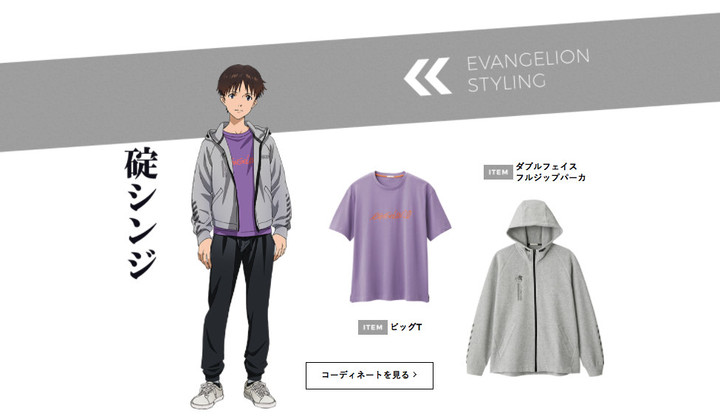 EVANGELION
STYLING
碇シンジ
ITEM ダブルフェイス
フルジップパーカ
ITEM ビッグT
コーディネートを見る